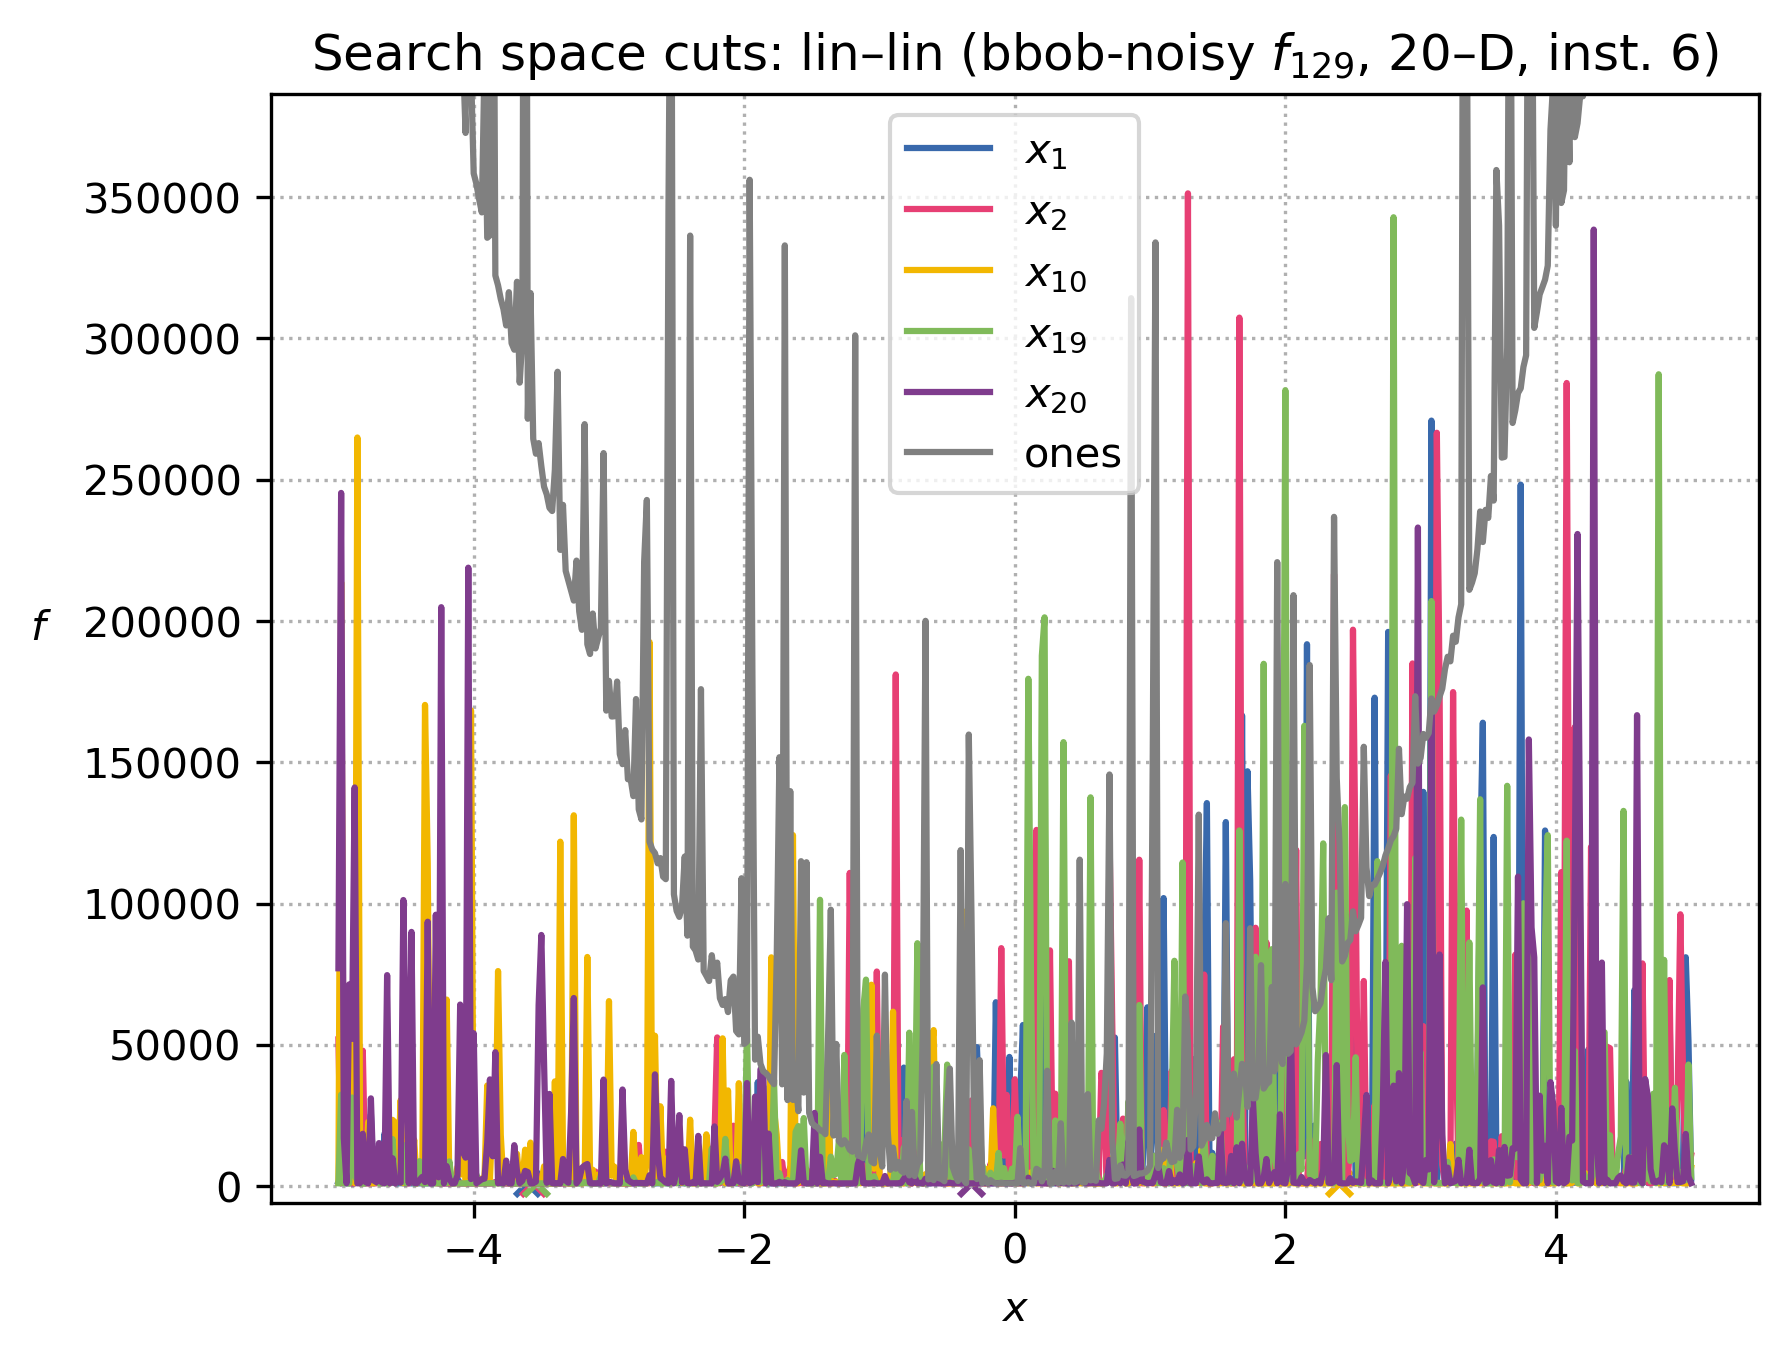 Search space cuts: lin–lin (bbob-noisy f₁₂₉, 20–D, inst. 6)
x₁
x₂
x₁₀
x₁₉
x₂₀
ones
350000
300000
250000
200000
150000
100000
50000
0
f
−4
−2
0
2
4
x